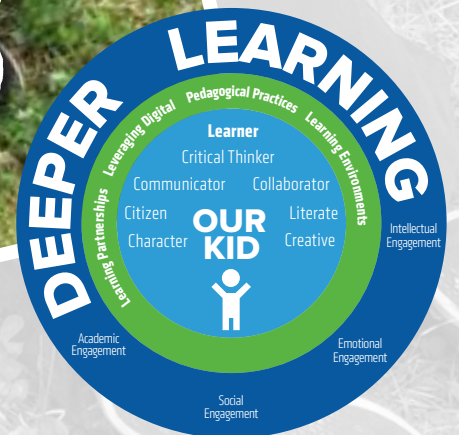 DEEPER LEARNING
Learning Partnerships
Leveraging Digital
Pedagogical Practices
Learning Environments
Learner
Critical Thinker
Communicator
Collaborator
Citizen
OUR
Literate
Character
KID
Creative
Intellectual
Engagement
Academic
Engagement
Emotional
Engagement
Social
Engagement